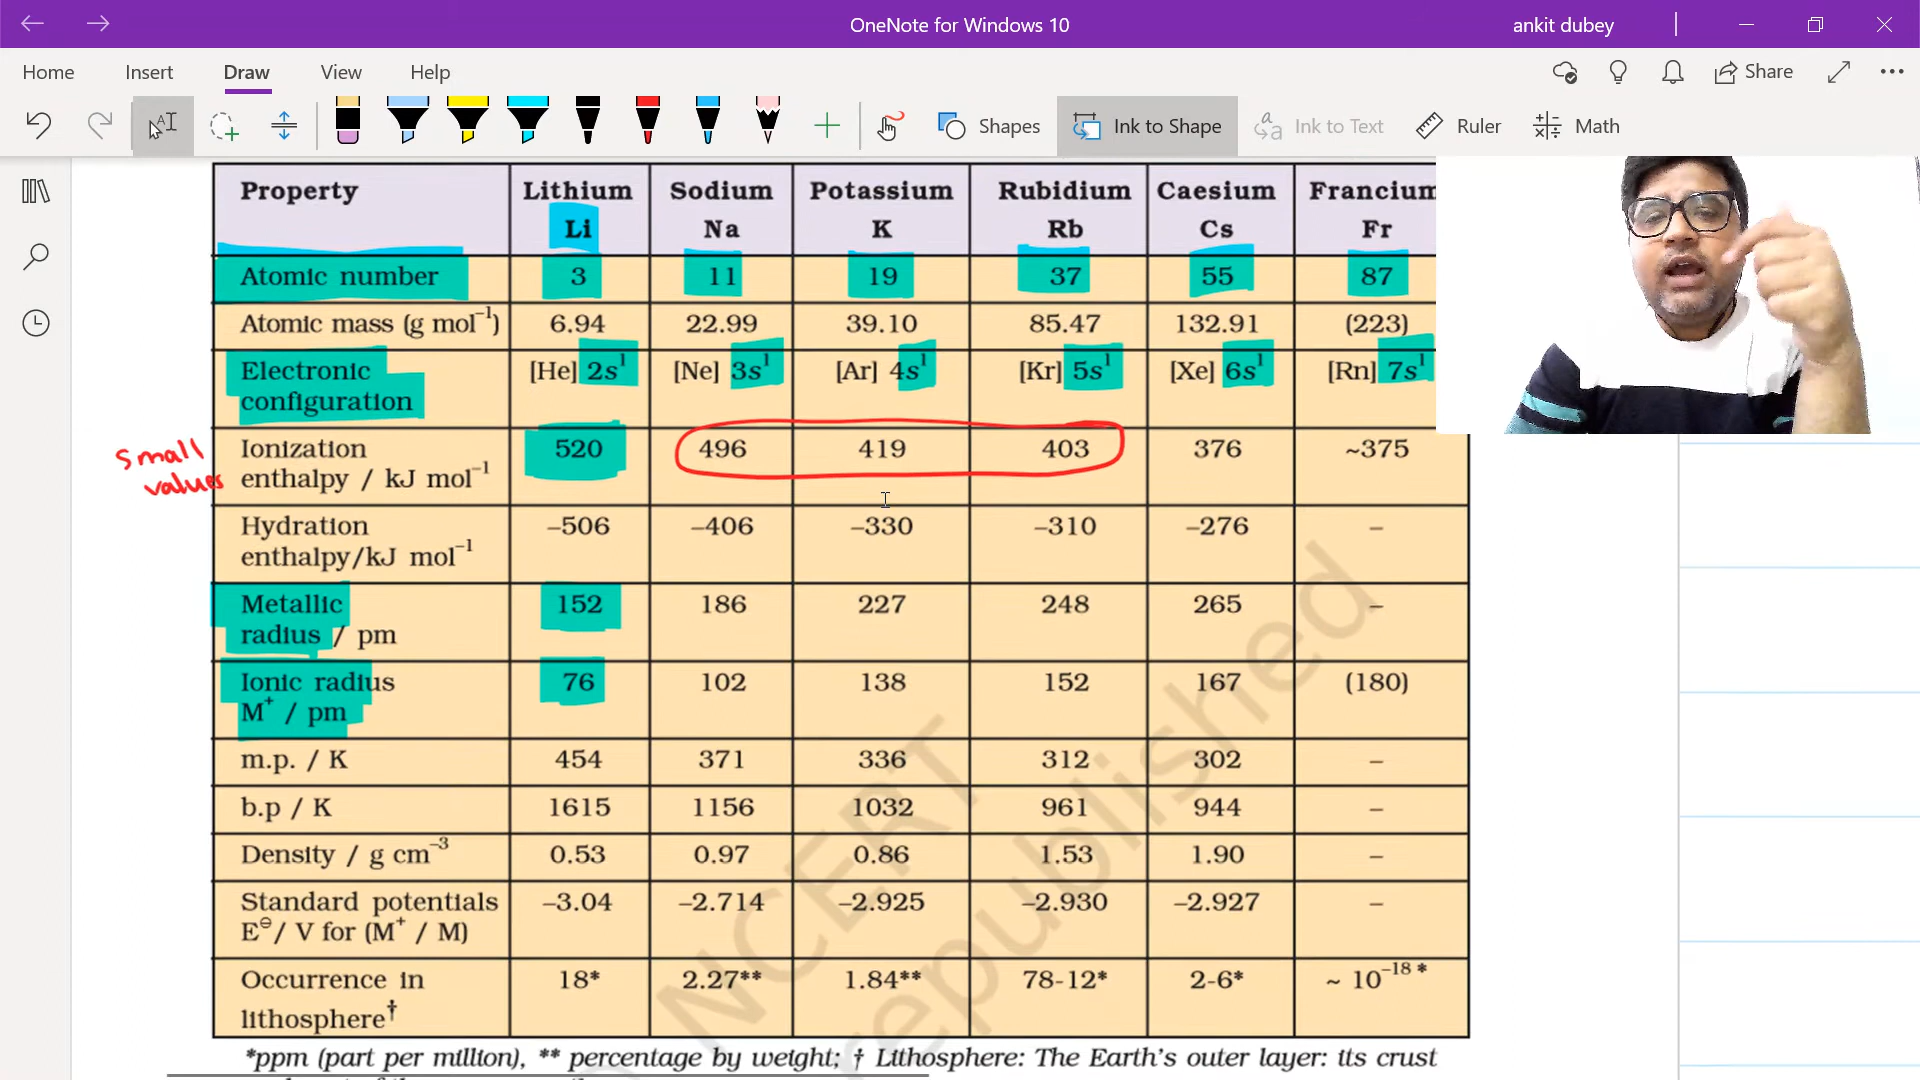 OneNote for Windows 10
ankit dubey
Home Insert Draw View Help
Share
Shapes Ink to Shape Ink to Text Ruler Math
Property Lithium Sodium Potassium Rubidium Caesium Francium
Li Na K Rb Cs Fr
Atomic number 3 11 19 37 55 87
Atomic mass (g mol⁻¹) 6.94 22.99 39.10 85.47 132.91 (223)
Electronic [He] 2s¹ [Ne] 3s¹ [Ar] 4s¹ [Kr] 5s¹ [Xe] 6s¹ [Rn] 7s¹
configuration
small
values
Ionization 520 496 419 403 376 ~375
enthalpy / kJ mol⁻¹
Hydration –506 –406 –330 –310 –276 –
enthalpy/kJ mol⁻¹
Metallic 152 186 227 248 265 –
radius / pm
Ionic radius 76 102 138 152 167 (180)
M⁺ / pm
m.p. / K 454 371 336 312 302 –
b.p / K 1615 1156 1032 961 944 –
Density / g cm⁻³ 0.53 0.97 0.86 1.53 1.90 –
Standard potentials –3.04 –2.714 –2.925 –2.930 –2.927 –
E⊖/ V for (M⁺ / M)
Occurrence in 18* 2.27** 1.84** 78-12* 2-6* ~ 10⁻¹⁸ *
lithosphere†
*ppm (part per million), ** percentage by weight; † Lithosphere: The Earth's outer layer: its crust
NCERT
republished